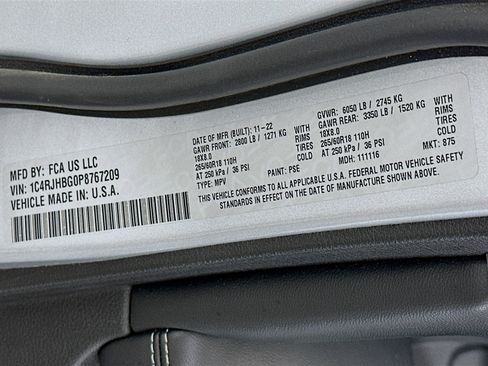 MFD BY: FCA US LLC
VIN: 1C4RJHBG0P8767209
VEHICLE MADE IN: U.S.A.
DATE OF MFR (BUILT): 11-22
GAWR FRONT: 2800 LB / 1271 KG WITH
18X8.0 RIMS
265/60R18 110H TIRES
AT 250 kPa / 36 PSI COLD
TYPE: MPV PAINT: PSE
GVWR: 6050 LB / 2745 KG
GAWR REAR: 3350 LB / 1520 KG WITH
18X8.0 RIMS
265/60R18 110H TIRES
AT 250 kPa / 36 PSI COLD
MDH: 111116 MKT: 875
THIS VEHICLE CONFORMS TO ALL APPLICABLE U.S.A. FEDERAL MOTOR VEHICLE SAFETY,
BUMPER, AND THEFT PREVENTION STANDARDS IN EFFECT ON THE DATE OF MANUFACTURE SHOWN ABOVE.